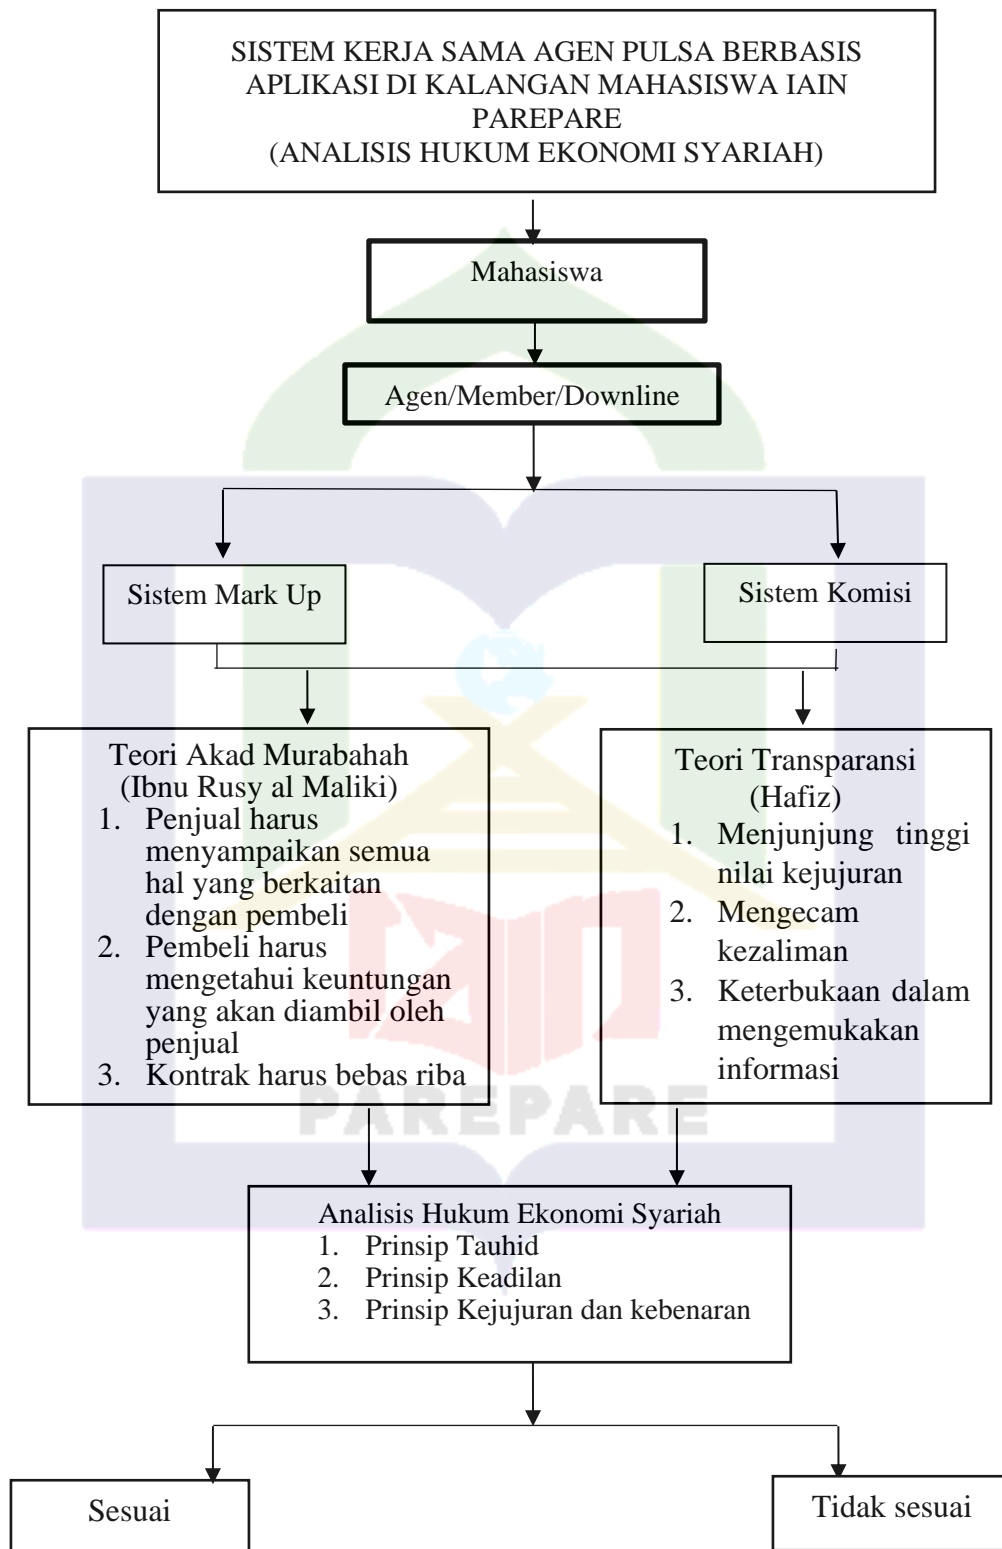 SISTEM KERJA SAMA AGEN PULSA BERBASIS
APLIKASI DI KALANGAN MAHASISWA IAIN
PAREPARE
(ANALISIS HUKUM EKONOMI SYARIAH)
Mahasiswa
Agen/Member/Downline
Sistem Mark Up
Sistem Komisi
Teori Akad Murabahah
(Ibnu Rusy al Maliki)
1. Penjual harus
menyampaikan semua
hal yang berkaitan
dengan pembeli
2. Pembeli harus
mengetahui keuntungan
yang akan diambil oleh
penjual
3. Kontrak harus bebas riba
Teori Transparansi
(Hafiz)
1. Menjunjung tinggi
nilai kejujuran
2. Mengecam
kezaliman
3. Keterbukaan dalam
mengemukakan
informasi
PAREPARE
Analisis Hukum Ekonomi Syariah
1. Prinsip Tauhid
2. Prinsip Keadilan
3. Prinsip Kejujuran dan kebenaran
Sesuai
Tidak sesuai